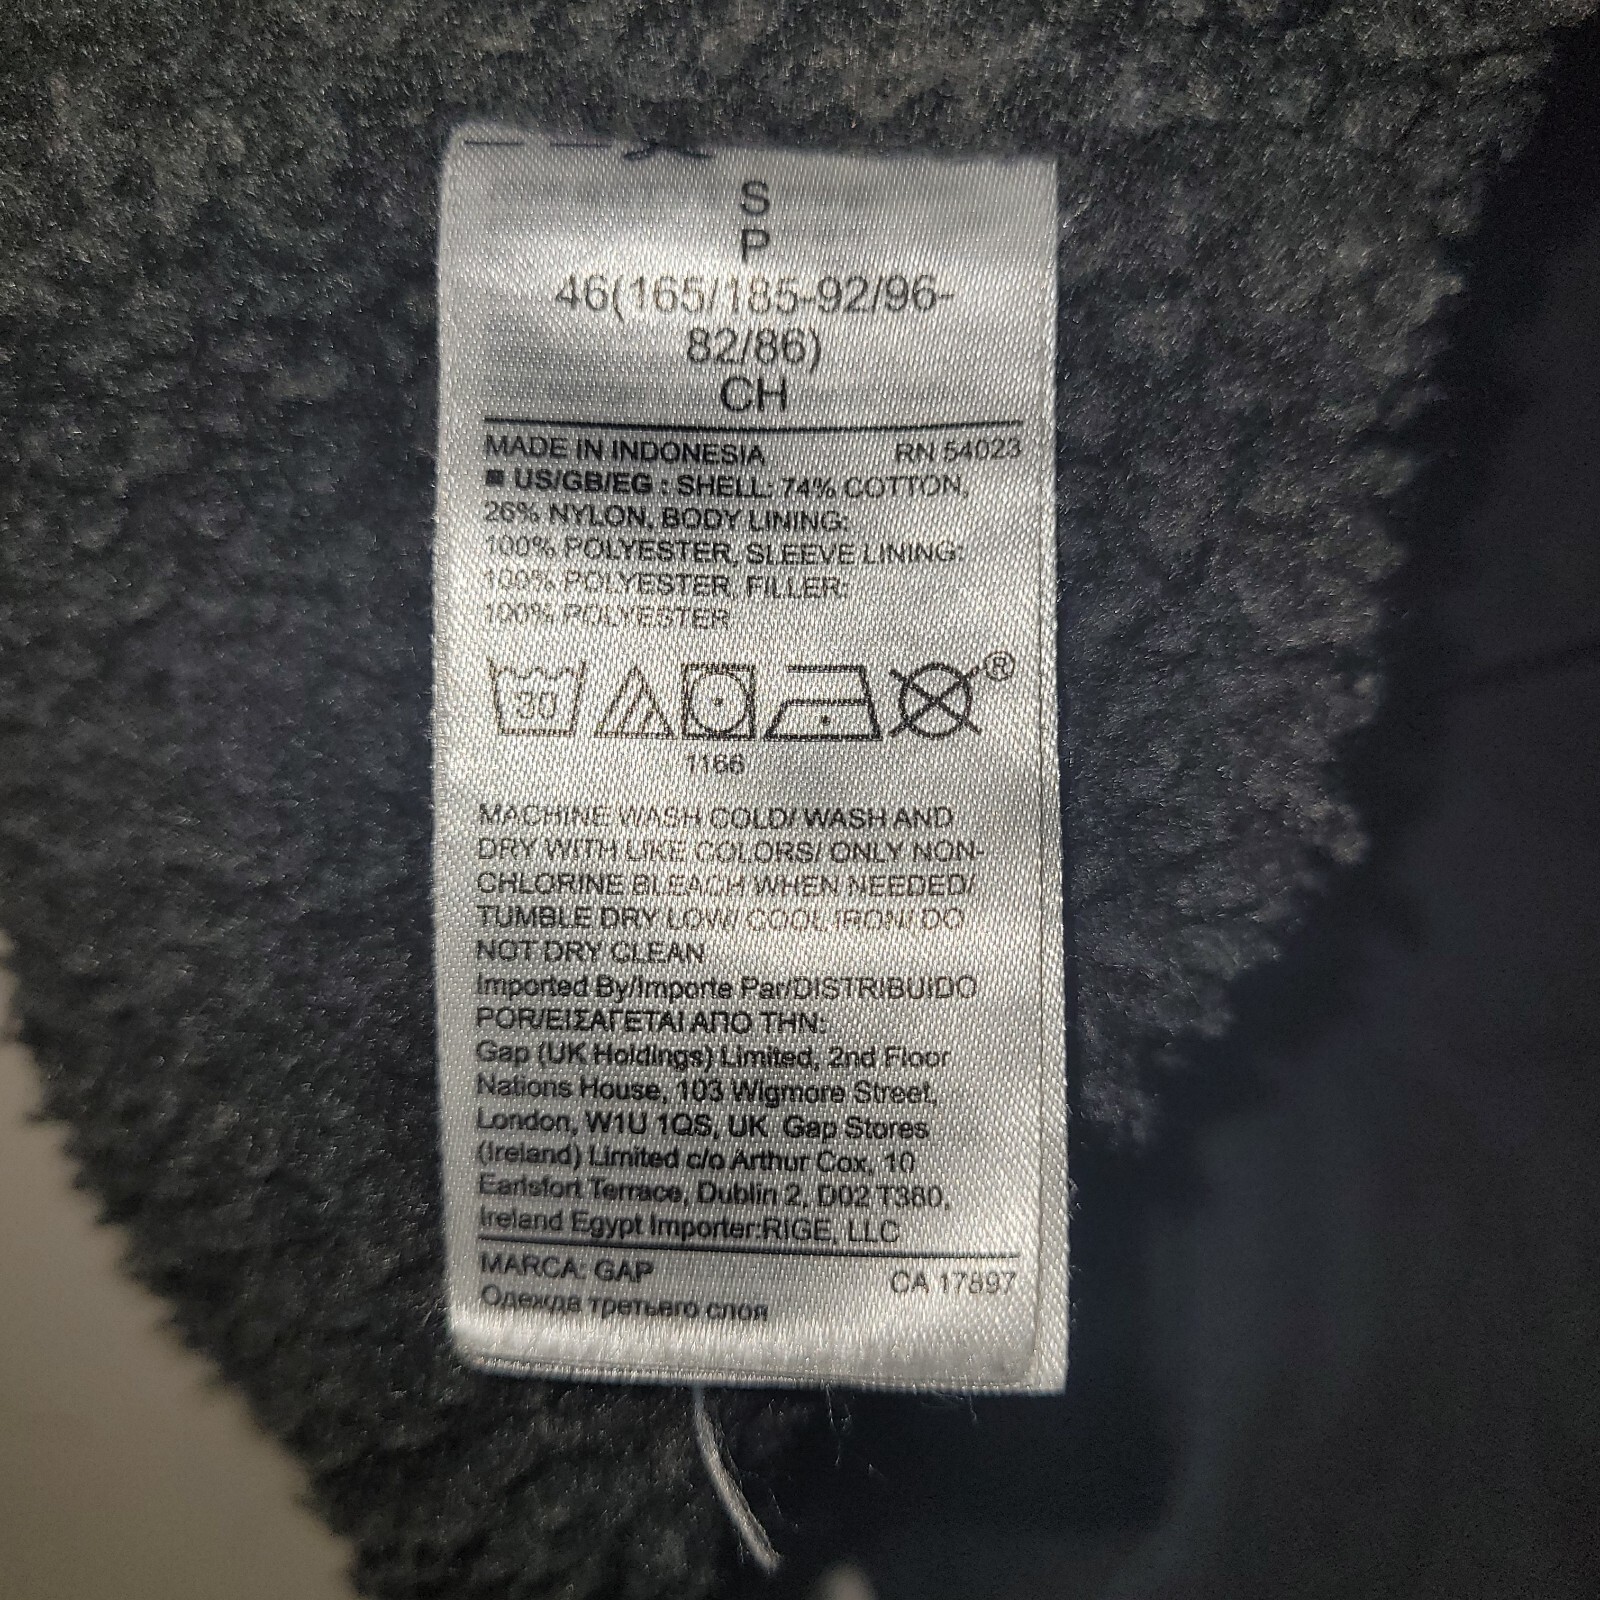 S
P
46(165/185-92/96-
82/86)
CH
MADE IN INDONESIA RN 54023
■ US/GB/EG : SHELL: 74% COTTON,
26% NYLON, BODY LINING:
100% POLYESTER, SLEEVE LINING:
100% POLYESTER, FILLER:
100% POLYESTER
30 ®
1166
MACHINE WASH COLD/ WASH AND
DRY WITH LIKE COLORS/ ONLY NON-
CHLORINE BLEACH WHEN NEEDED/
TUMBLE DRY LOW/ COOL IRON/ DO
NOT DRY CLEAN
Imported By/Importe Par/DISTRIBUIDO
POR/ΕΙΣΑΓΕΤΑΙ ΑΠΟ ΤΗΝ:
Gap (UK Holdings) Limited, 2nd Floor
Nations House, 103 Wigmore Street,
London, W1U 1QS, UK Gap Stores
(Ireland) Limited c/o Arthur Cox, 10
Earlsfort Terrace, Dublin 2, D02 T380,
Ireland Egypt Importer:RIGE, LLC
MARCA: GAP CA 17897
Одежда третьего слоя